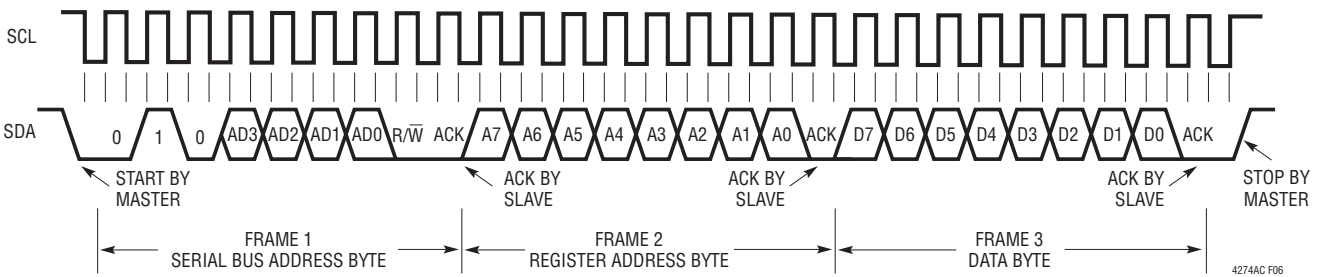 SCL
SDA
0 1 0 AD3 AD2 AD1 AD0 R/W̅ ACK A7 A6 A5 A4 A3 A2 A1 A0 ACK D7 D6 D5 D4 D3 D2 D1 D0 ACK
START BY
MASTER
ACK BY
SLAVE
ACK BY
SLAVE
ACK BY
SLAVE
STOP BY
MASTER
FRAME 1
SERIAL BUS ADDRESS BYTE
FRAME 2
REGISTER ADDRESS BYTE
FRAME 3
DATA BYTE
4274AC F06